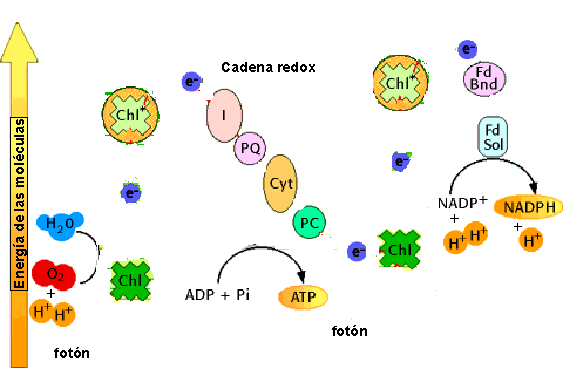 Energía de las moléculas
H₂O
O₂
+
H⁺ H⁺
fotón
Chl⁺
e⁻
Chl
e⁻
Cadena redox
I
PQ
Cyt
PC
ADP + Pi
ATP
fotón
e⁻
Chl
e⁻
Chl⁺
e⁻
Fd
Bnd
Fd
Sol
NADP⁺
+
H⁺ H⁺
NADPH
+
H⁺